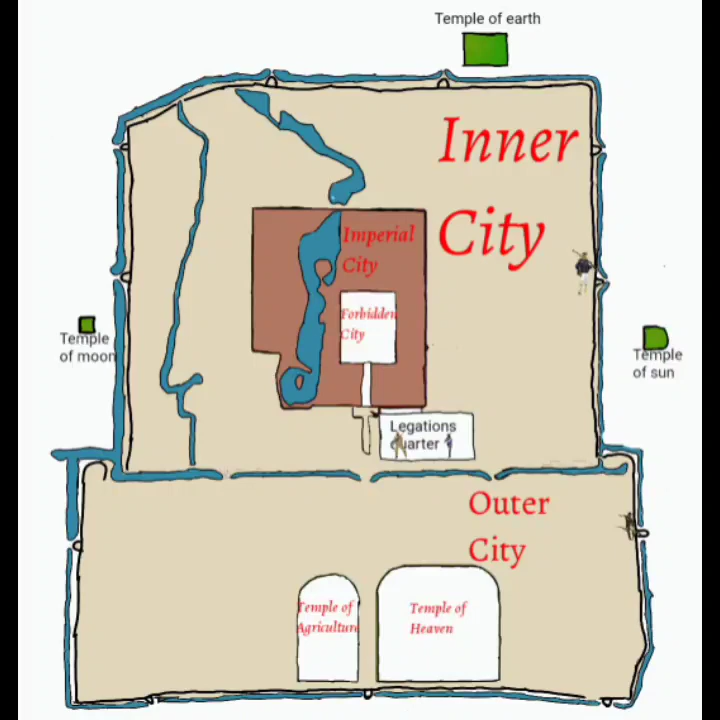 Temple of earth
Inner
City
Imperial
City
Forbidden
City
Temple
of moon
Temple
of sun
Legations
Quarter
Outer
City
Temple of
Agriculture
Temple of
Heaven